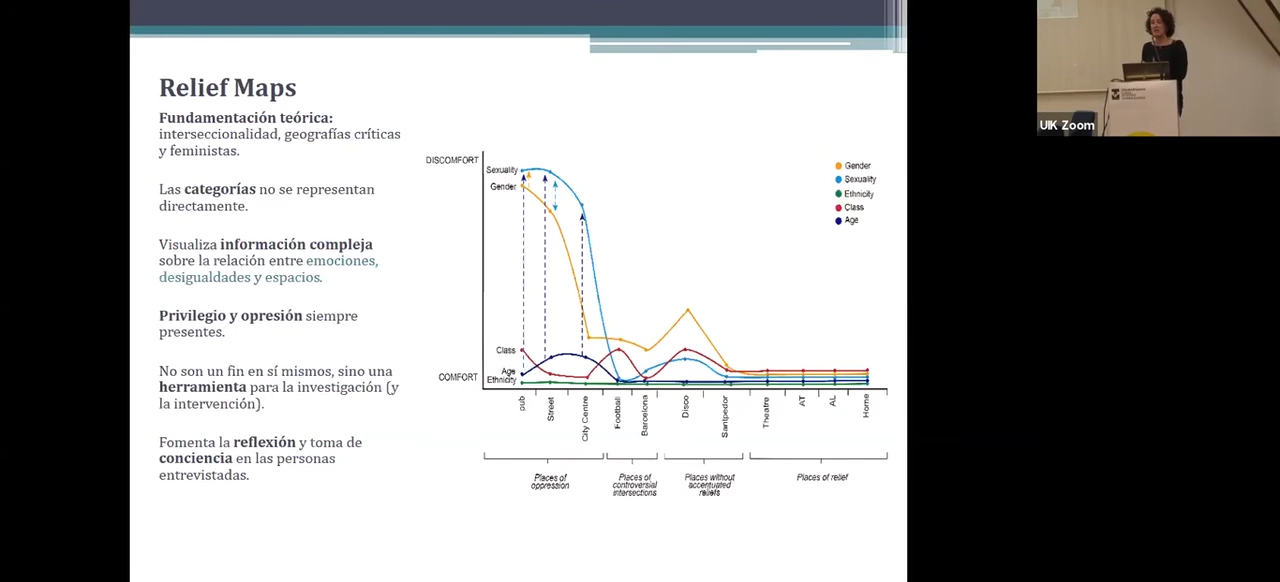 Relief Maps
Fundamentación teórica:
interseccionalidad, geografías críticas
y feministas.
Las categorías no se representan
directamente.
Visualiza información compleja
sobre la relación entre emociones,
desigualdades y espacios.
Privilegio y opresión siempre
presentes.
No son un fin en sí mismos, sino una
herramienta para la investigación (y
la intervención).
Fomenta la reflexión y toma de
conciencia en las personas
entrevistadas.
DISCOMFORT
Sexuality
Gender
Class
Age
COMFORT
Ethnicity
Gender
Sexuality
Ethnicity
Class
Age
pub
Street
City Centre
Football
Barcelona
Disco
Santpedor
Theatre
AT
AL
Home
Places of
oppression
Places of
controversial
intersections
Places without
accentuated
reliefs
Places of relief
UIK Zoom